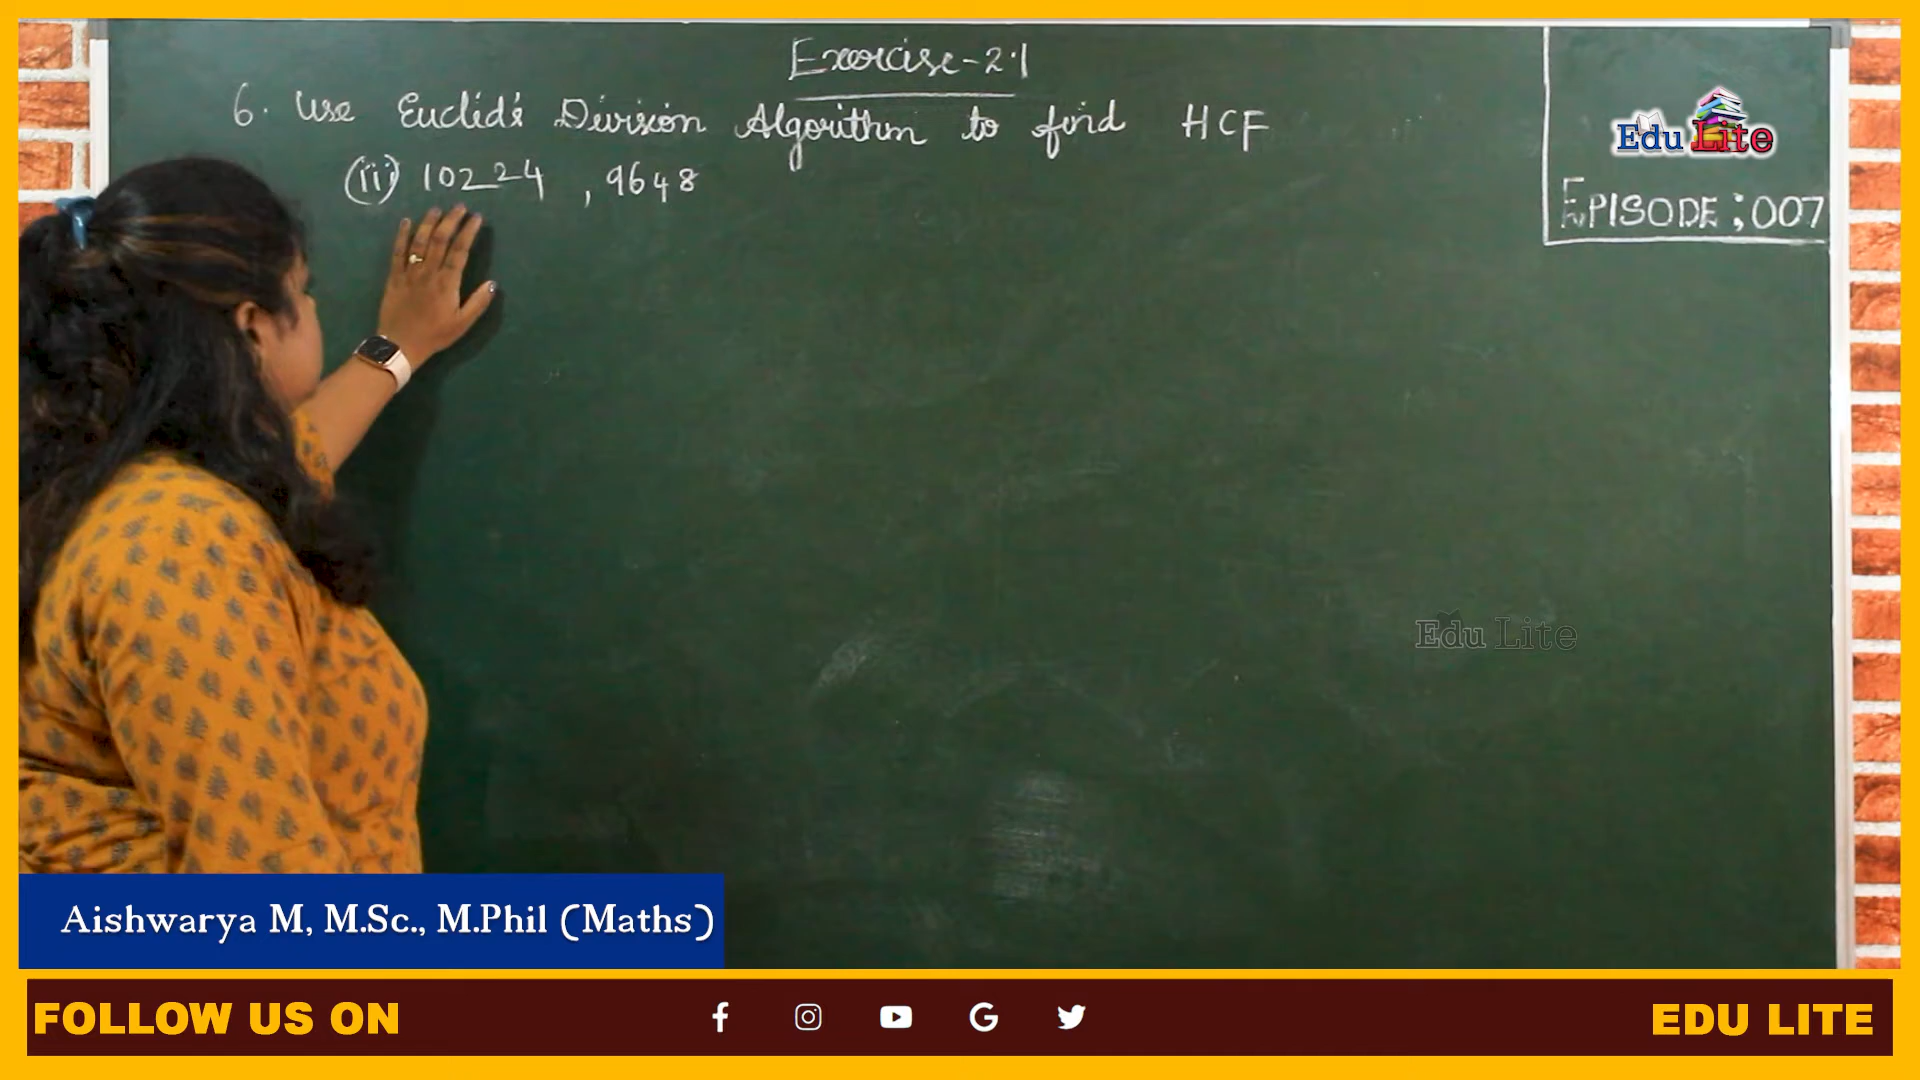 Exercise-2.1
6. Use Euclid's Division Algorithm to find HCF
(iii) 10224 , 9648
Edu Lite
EPISODE : 007
Edu Lite
Aishwarya M, M.Sc., M.Phil (Maths)
FOLLOW US ON
EDU LITE